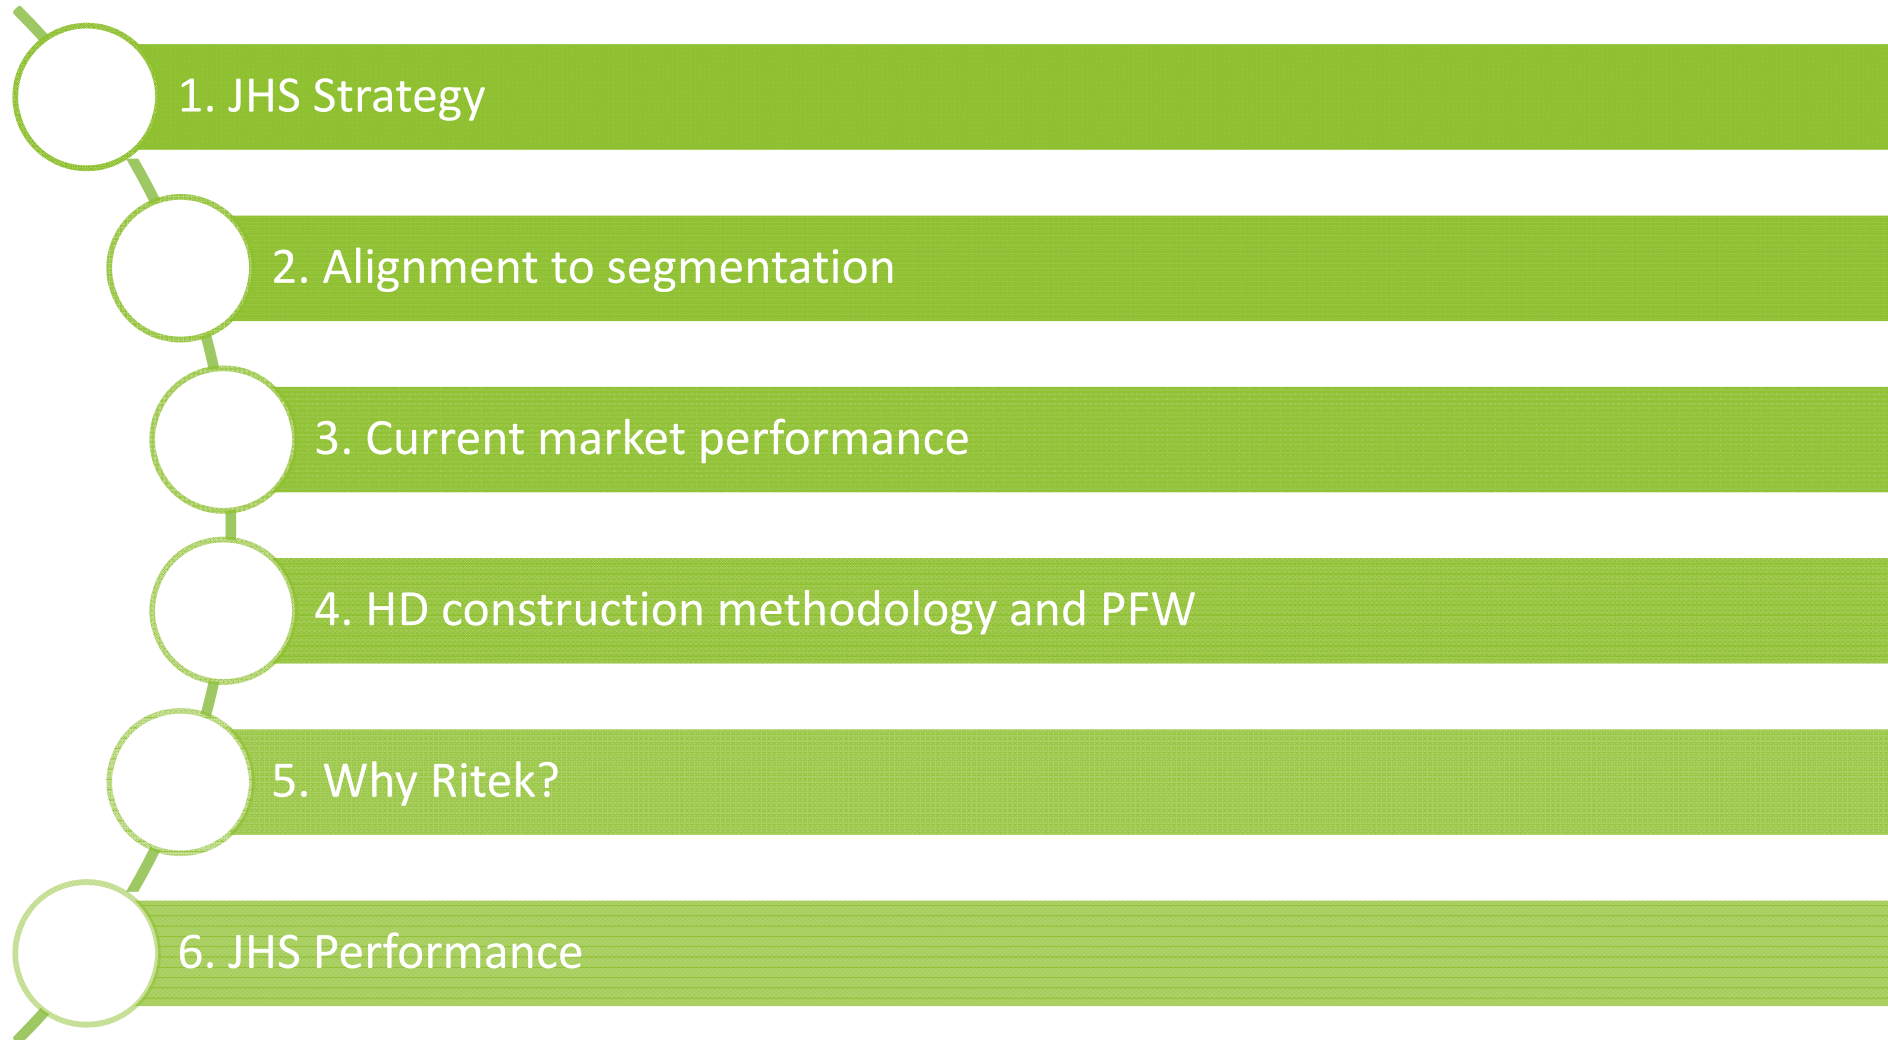 1. JHS Strategy
2. Alignment to segmentation
3. Current market performance
4. HD construction methodology and PFW
5. Why Ritek?
6. JHS Performance